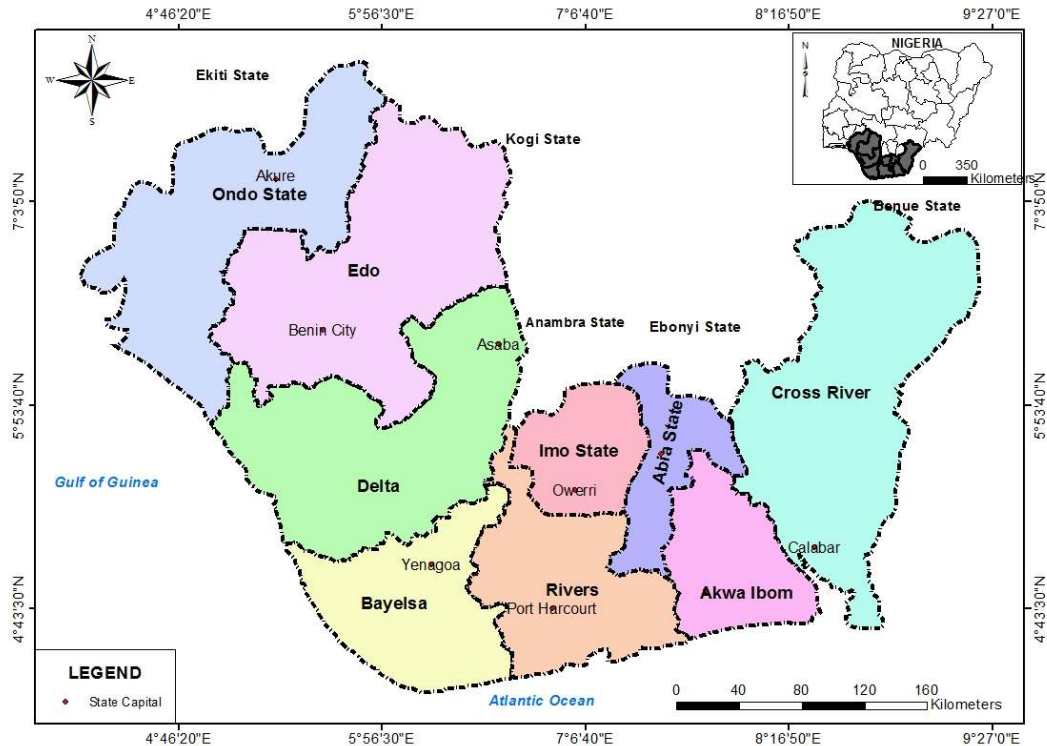 4°46'20"E 5°56'30"E 7°6'40"E 8°16'50"E 9°27'0"E
N
W E
S
Ekiti State
Kogi State
NIGERIA
N
0 350
Kilometers
7°3'50"N
7°3'50"N
Akure
Ondo State
Benue State
Edo
Benin City
Asaba
Anambra State
Ebonyi State
5°53'40"N
5°53'40"N
Cross River
Imo State
Abia State
Owerri
Gulf of Guinea
Delta
Calabar
Yenagoa
Bayelsa
Rivers
Port Harcourt
Akwa Ibom
4°43'30"N
4°43'30"N
LEGEND
State Capital
Atlantic Ocean
0 40 80 120 160
Kilometers
4°46'20"E 5°56'30"E 7°6'40"E 8°16'50"E 9°27'0"E